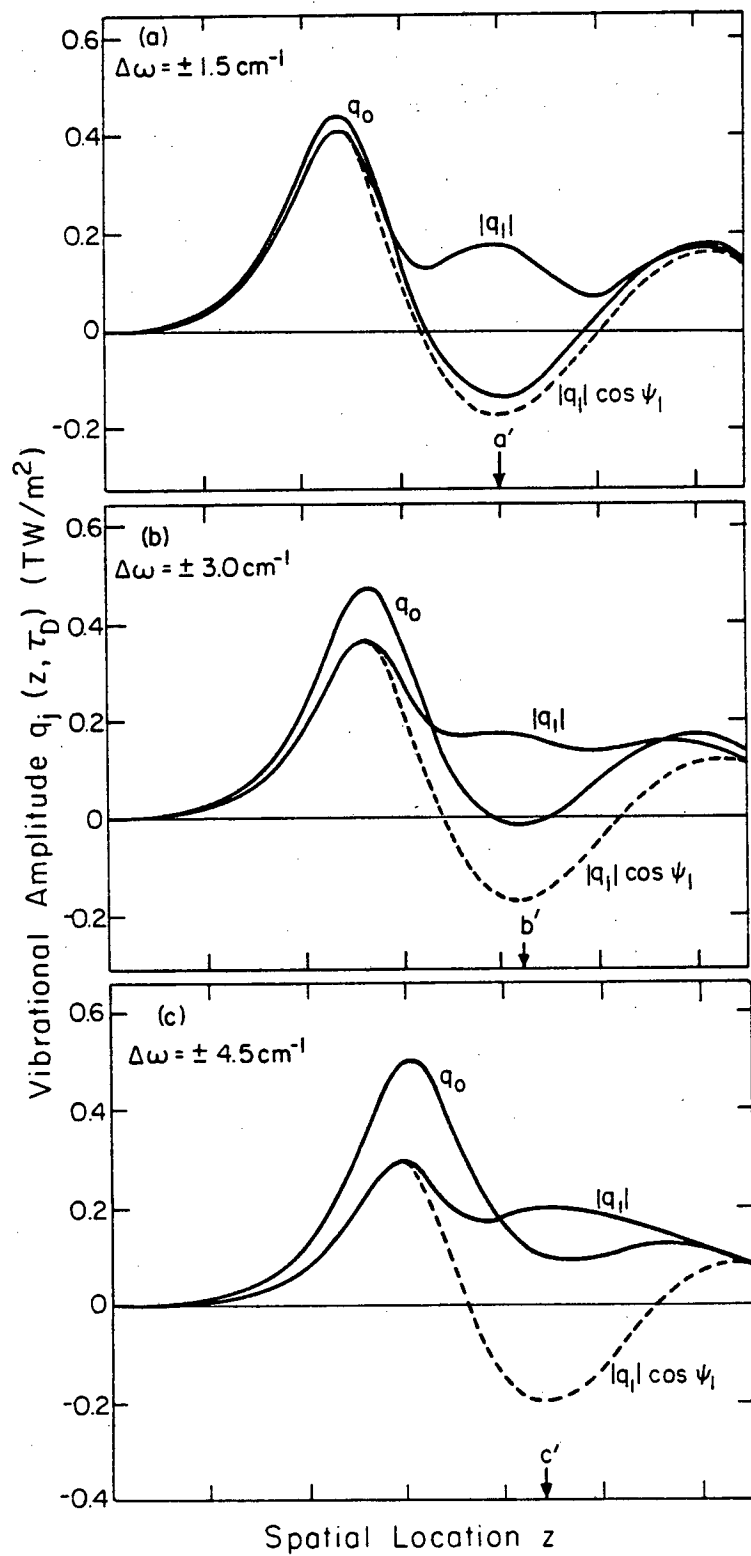 Vibrational Amplitude qⱼ (z, τ_D) (TW/m²)
(a)
Δω = ± 1.5 cm⁻¹
0.6
0.4
0.2
0
-0.2
q₀
|q₁|
|q₁| cos ψ₁
a′
(b)
Δω = ± 3.0 cm⁻¹
0.6
0.4
0.2
0
-0.2
q₀
|q₁|
|q₁| cos ψ₁
b′
(c)
Δω = ± 4.5 cm⁻¹
0.6
0.4
0.2
0
-0.2
-0.4
q₀
|q₁|
|q₁| cos ψ₁
c′
Spatial Location z